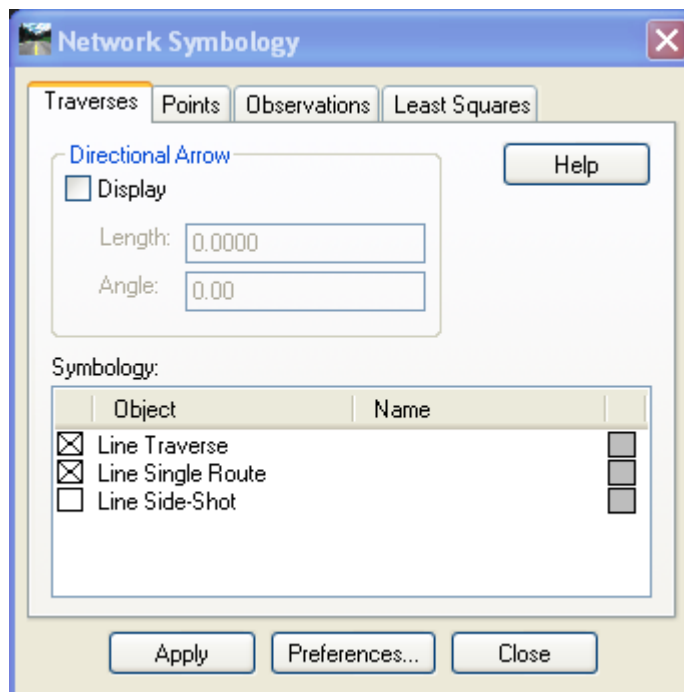 Network Symbology
Traverses Points Observations Least Squares
Directional Arrow
Help
Display
Length: 0.0000
Angle: 0.00
Symbology:
Object Name
Line Traverse
Line Single Route
Line Side-Shot
Apply Preferences... Close